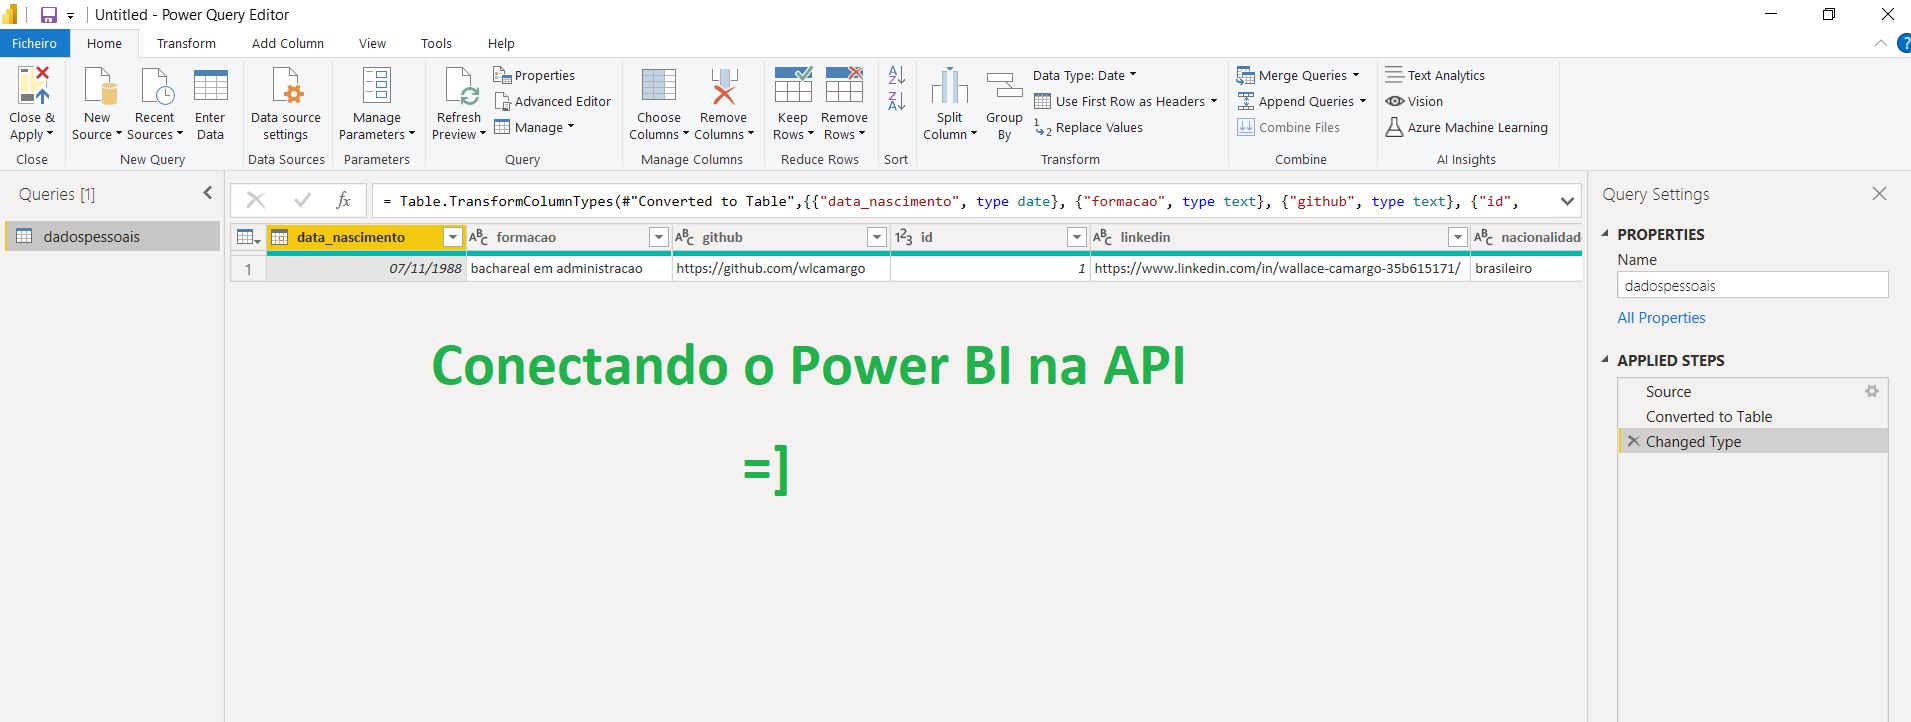 Untitled - Power Query Editor
Ficheiro Home Transform Add Column View Tools Help
Close & Apply
New Source
Recent Sources
Enter Data
Data source settings
Manage Parameters
Refresh Preview
Properties
Advanced Editor
Manage
Choose Columns
Remove Columns
Keep Rows
Remove Rows
Split Column
Group By
Data Type: Date
Use First Row as Headers
Replace Values
Merge Queries
Append Queries
Combine Files
Text Analytics
Vision
Azure Machine Learning
Close New Query Data Sources Parameters Query Manage Columns Reduce Rows Sort Transform Combine AI Insights
Queries [1]
dadospessoais
fx = Table.TransformColumnTypes(#"Converted to Table",{{"data_nascimento", type date}, {"formacao", type text}, {"github", type text}, {"id",
data_nascimento ABC formacao ABC github 123 id ABC linkedin ABC nacionalidad
1 07/11/1988 bachareal em administracao https://github.com/wlcamargo 1 https://www.linkedin.com/in/wallace-camargo-35b615171/ brasileiro
Conectando o Power BI na API
=]
Query Settings
PROPERTIES
Name
dadospessoais
All Properties
APPLIED STEPS
Source
Converted to Table
Changed Type